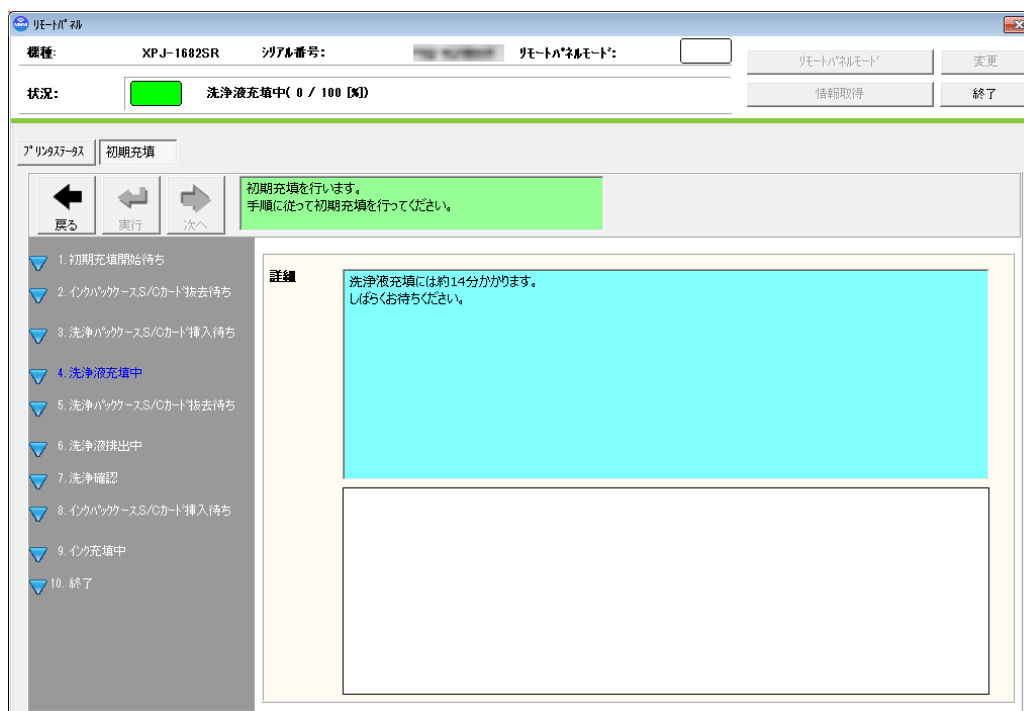 リモートパネル
機種: XPJ-1682SR シリアル番号: リモートパネルモード:
リモートパネルモード 変更
状況: 洗浄液充填中( 0 / 100 [%])
情報取得 終了
プリンタステータス 初期充填
戻る 実行 次へ
初期充填を行います。
手順に従って初期充填を行ってください。
1. 初期充填開始待ち
2. インクパックケース,S/Cカード抜去待ち
3. 洗浄パックケース,S/Cカード挿入待ち
4. 洗浄液充填中
5. 洗浄パックケース,S/Cカード抜去待ち
6. 洗浄液排出中
7. 洗浄確認
8. インクパックケース,S/Cカード挿入待ち
9. インク充填中
10. 終了
詳細
洗浄液充填には約14分かかります。
しばらくお待ちください。